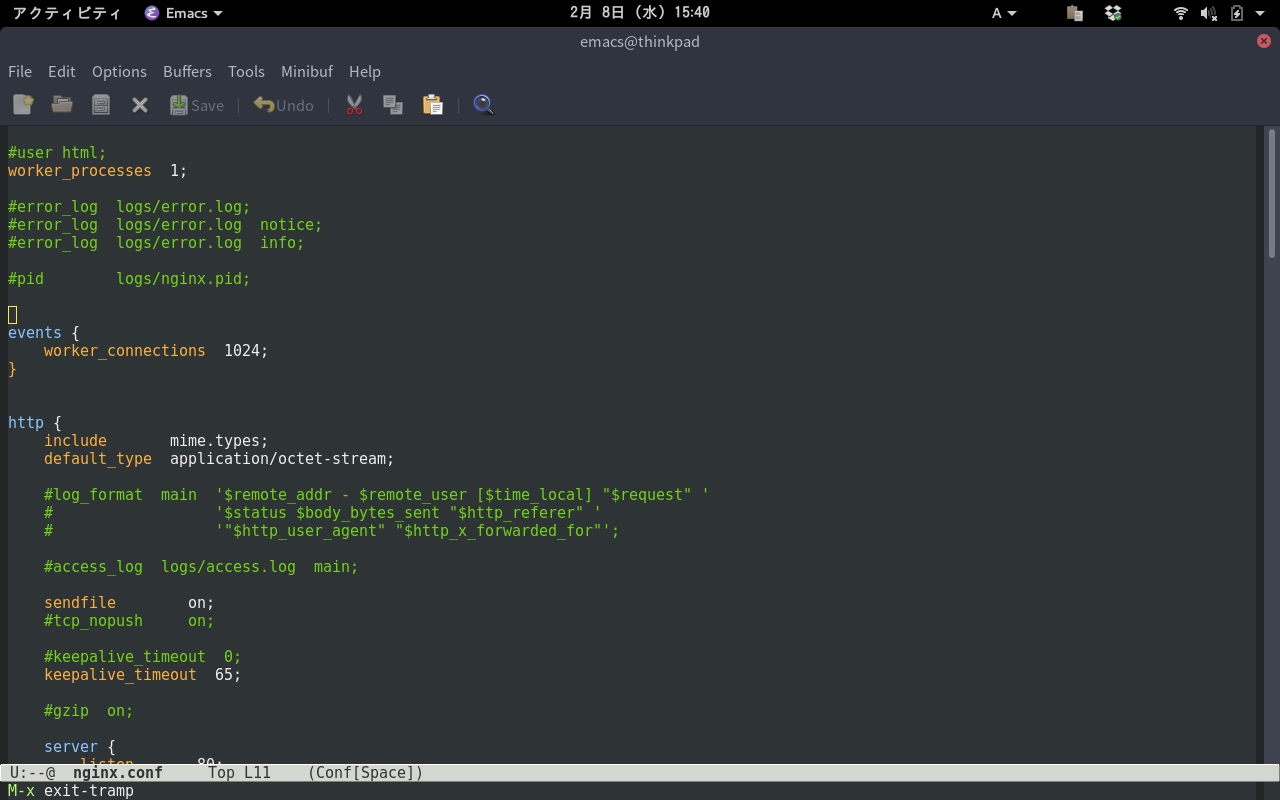 アクティビティ Emacs 2月 8日 (水) 15:40 A
emacs@thinkpad
File Edit Options Buffers Tools Minibuf Help
Save Undo
#user html;
worker_processes  1;
#error_log  logs/error.log;
#error_log  logs/error.log  notice;
#error_log  logs/error.log  info;
#pid        logs/nginx.pid;
events {
    worker_connections  1024;
}
http {
    include       mime.types;
    default_type  application/octet-stream;
    #log_format  main  '$remote_addr - $remote_user [$time_local] "$request" '
    #                  '$status $body_bytes_sent "$http_referer" '
    #                  '"$http_user_agent" "$http_x_forwarded_for"';
    #access_log  logs/access.log  main;
    sendfile        on;
    #tcp_nopush     on;
    #keepalive_timeout  0;
    keepalive_timeout  65;
    #gzip  on;
    server {
        listen       80;
U:--@  nginx.conf     Top L11    (Conf[Space])
M-x exit-tramp